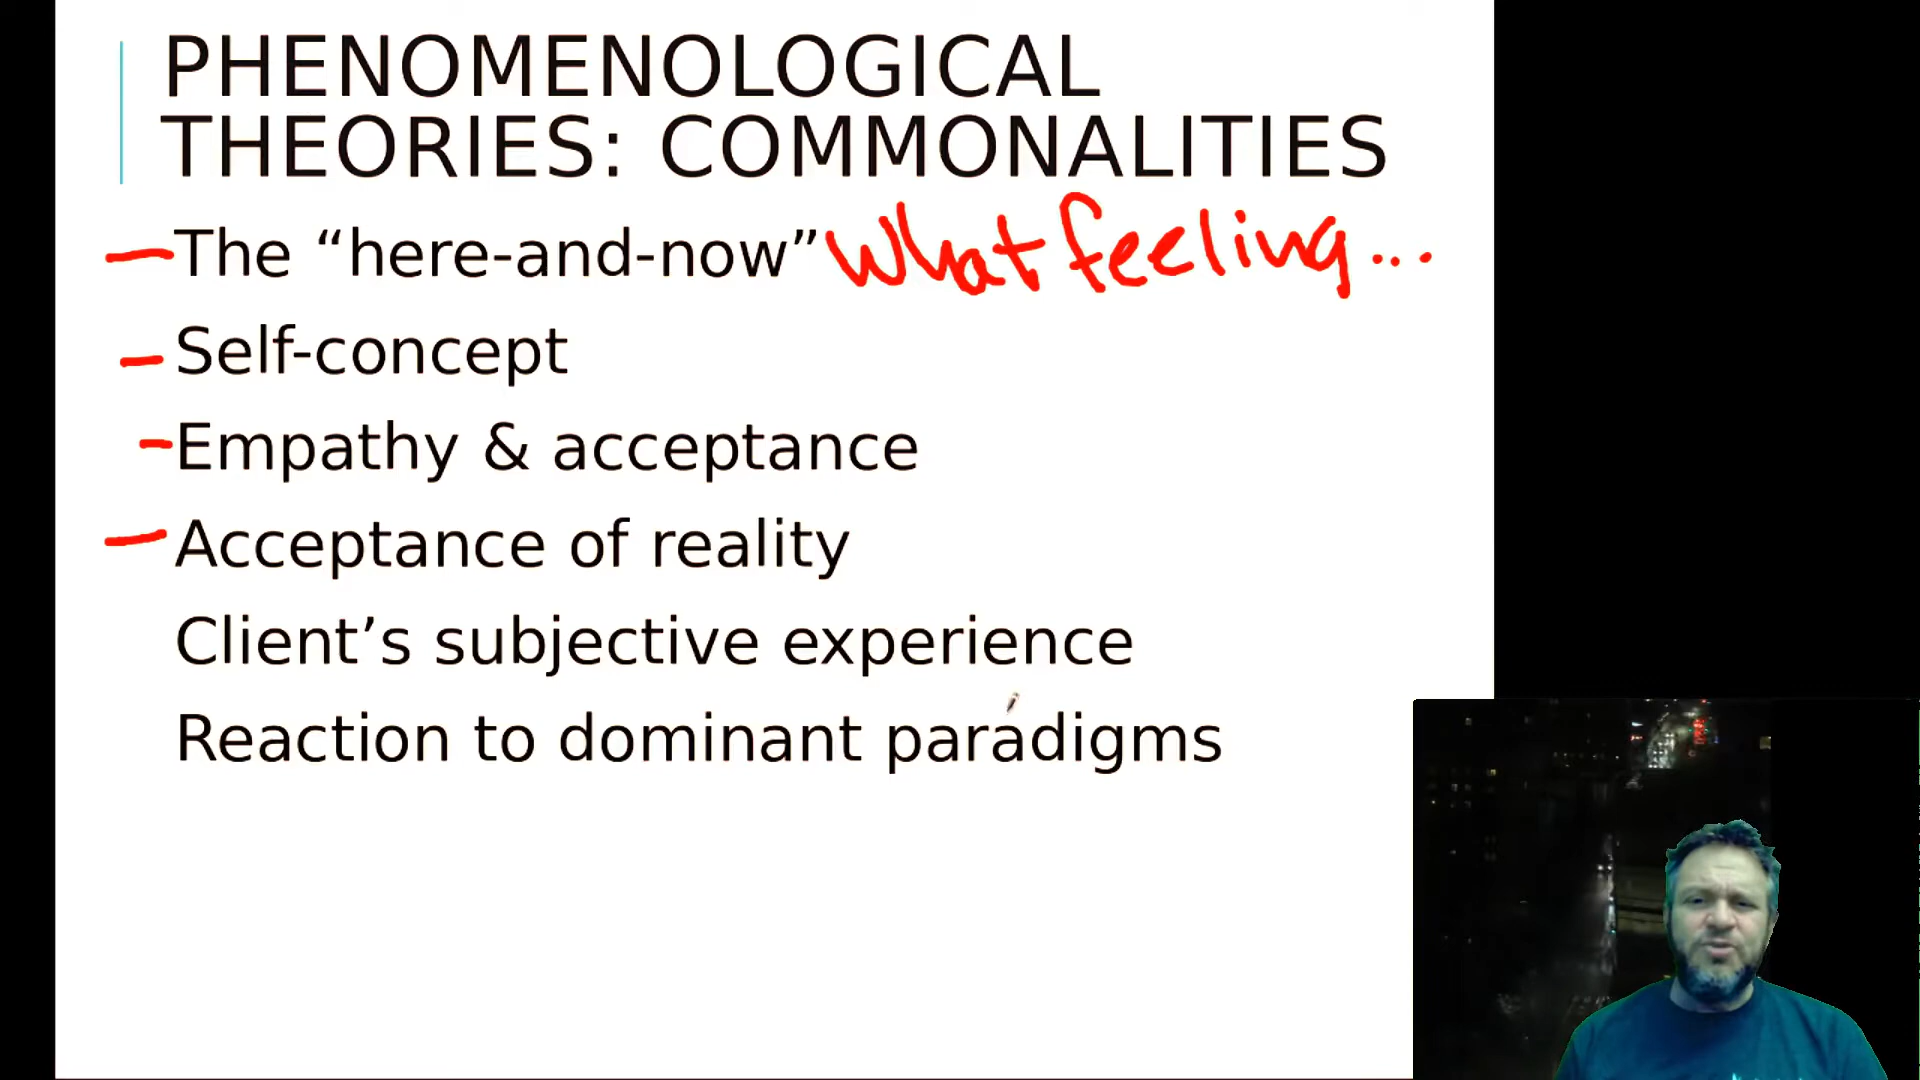 PHENOMENOLOGICAL
THEORIES: COMMONALITIES
The “here-and-now” What feeling...
Self-concept
Empathy & acceptance
Acceptance of reality
Client’s subjective experience
Reaction to dominant paradigms